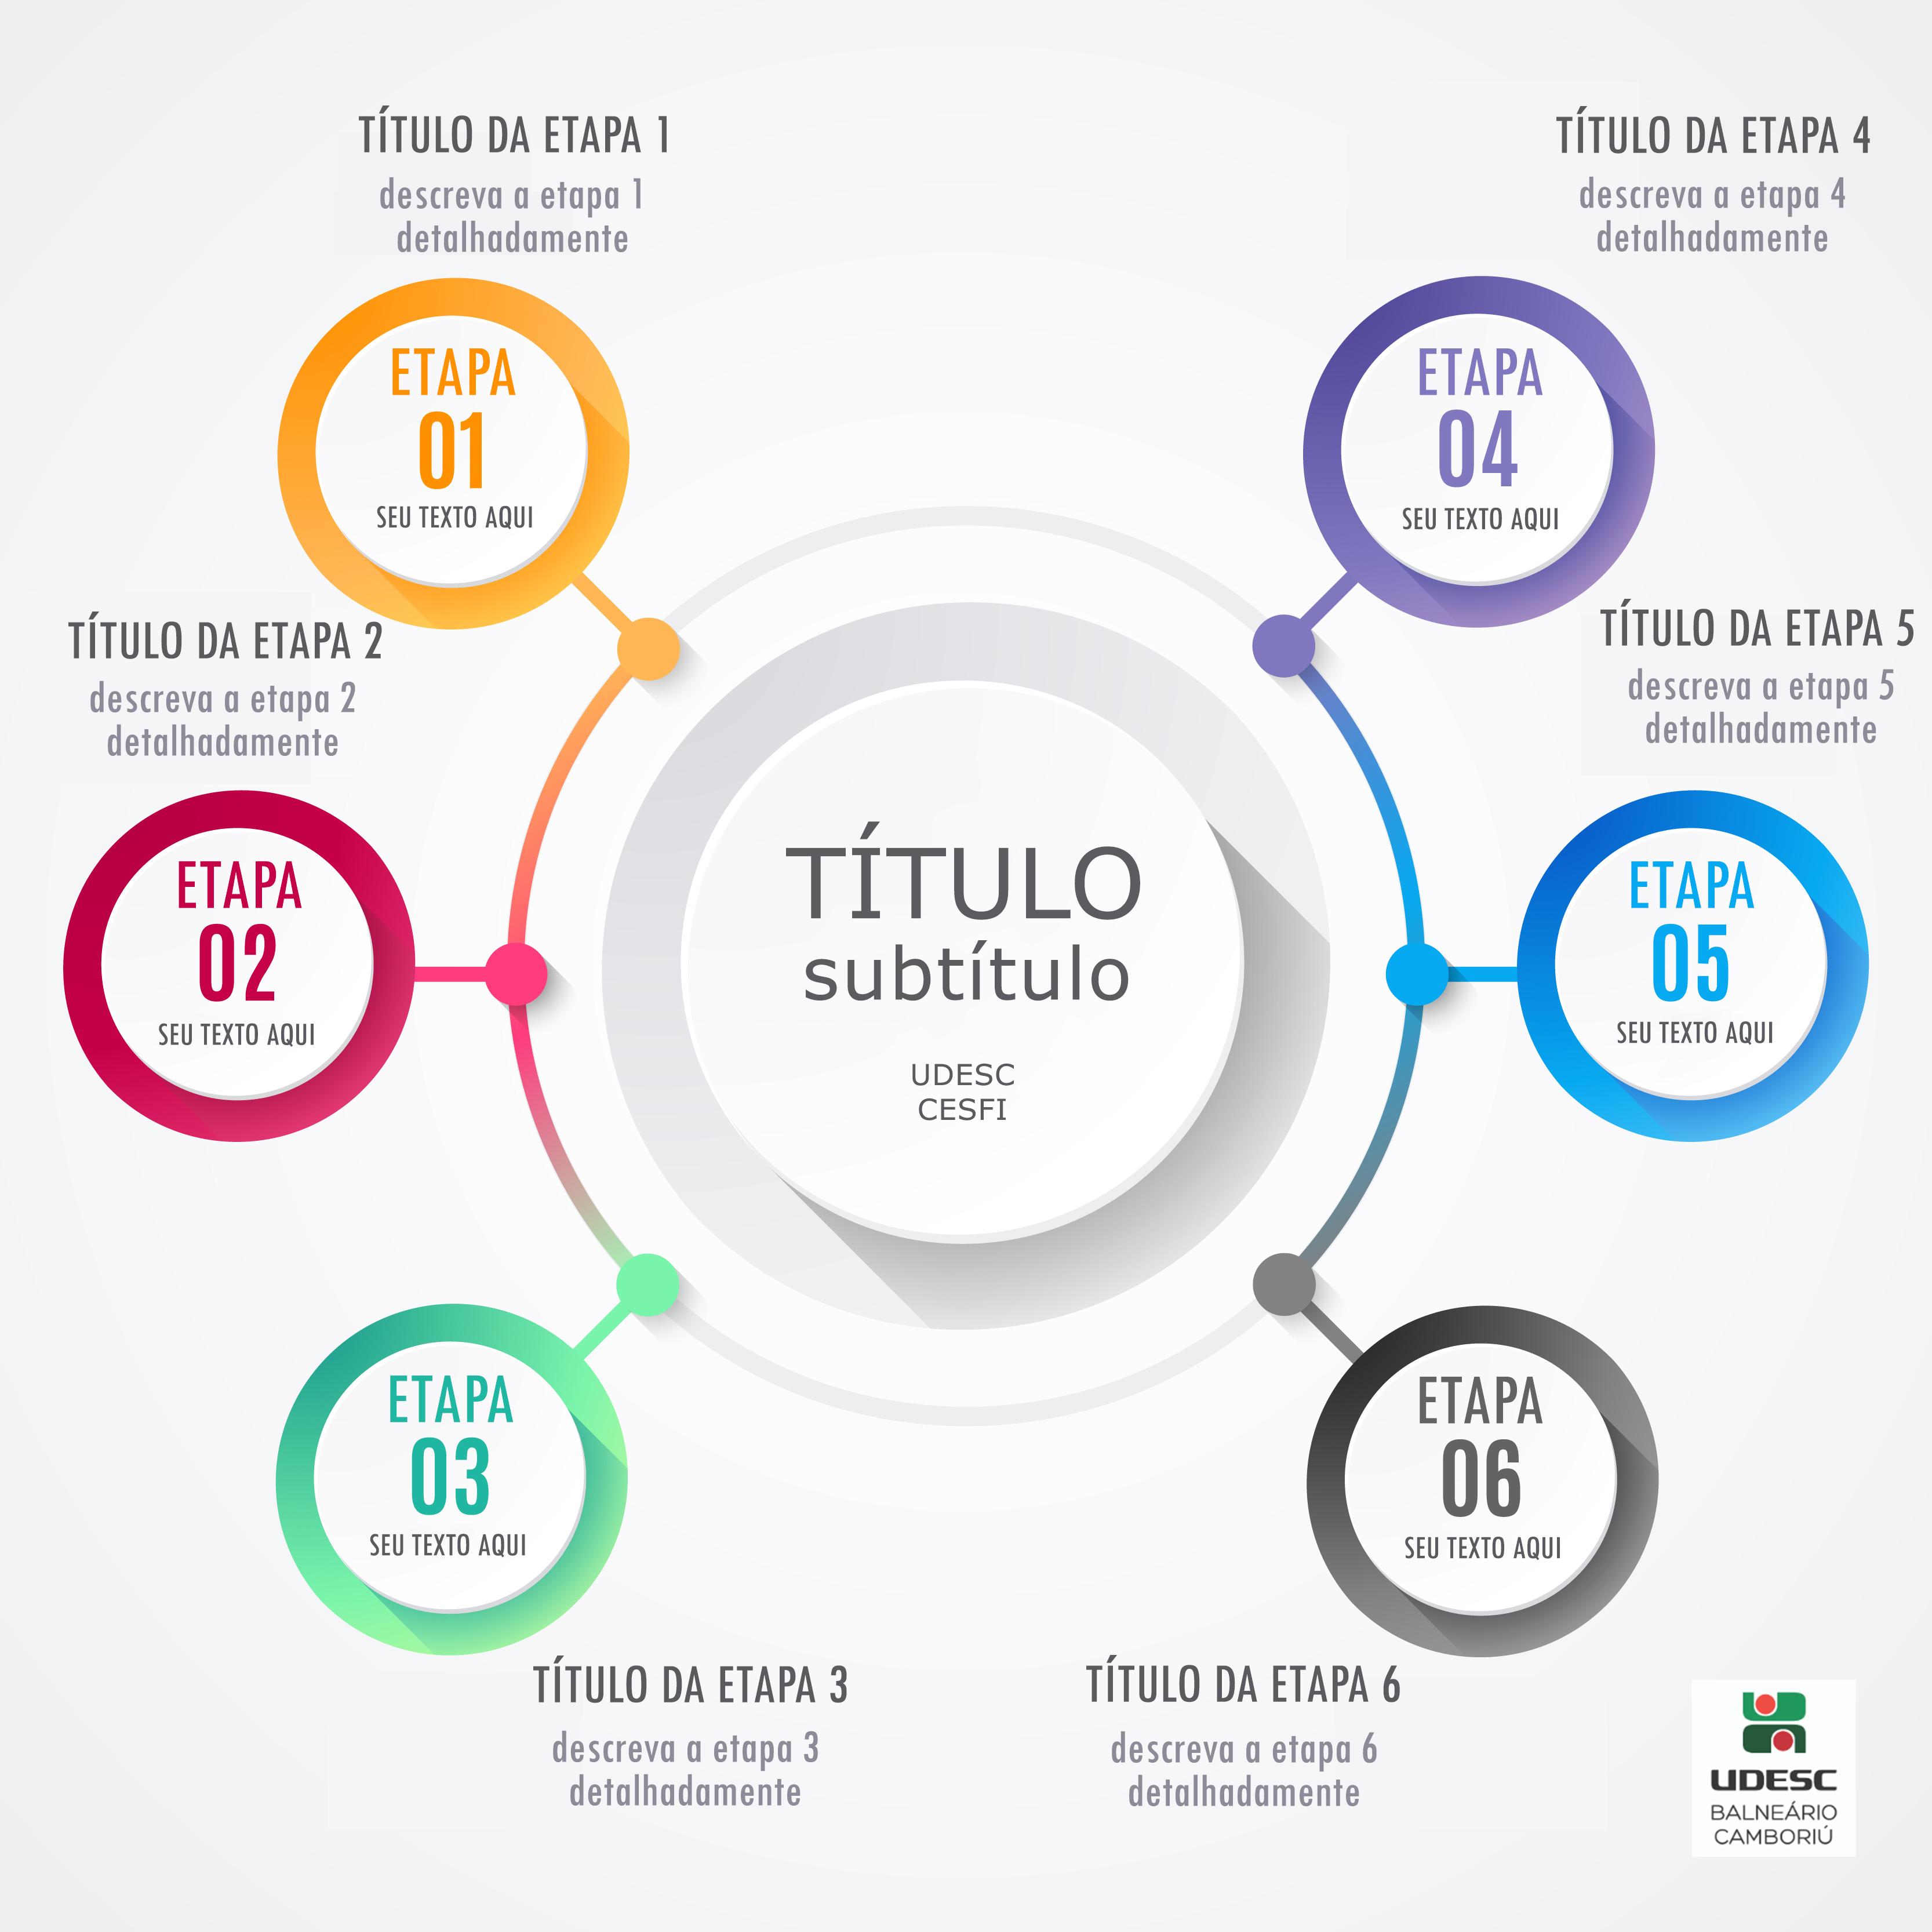 TÍTULO DA ETAPA 1
descreva a etapa 1
detalhadamente
ETAPA
01
SEU TEXTO AQUI
TÍTULO DA ETAPA 2
descreva a etapa 2
detalhadamente
ETAPA
02
SEU TEXTO AQUI
ETAPA
03
SEU TEXTO AQUI
TÍTULO DA ETAPA 3
descreva a etapa 3
detalhadamente
TÍTULO
subtítulo
UDESC
CESFI
TÍTULO DA ETAPA 4
descreva a etapa 4
detalhadamente
ETAPA
04
SEU TEXTO AQUI
TÍTULO DA ETAPA 5
descreva a etapa 5
detalhadamente
ETAPA
05
SEU TEXTO AQUI
ETAPA
06
SEU TEXTO AQUI
TÍTULO DA ETAPA 6
descreva a etapa 6
detalhadamente
UDESC
BALNEÁRIO
CAMBORIÚ